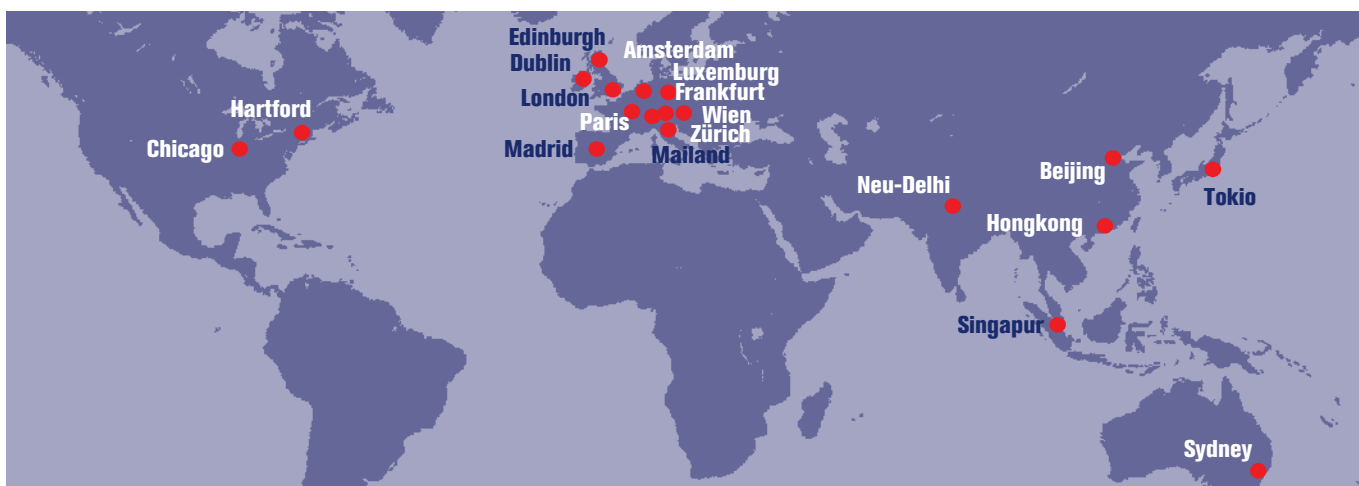 Edinburgh
Amsterdam
Dublin
Luxemburg
London
Frankfurt
Hartford
Paris
Wien
Zürich
Chicago
Madrid
Mailand
Beijing
Neu-Delhi
Tokio
Hongkong
Singapur
Sydney